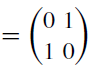 = (0 1
1 0)